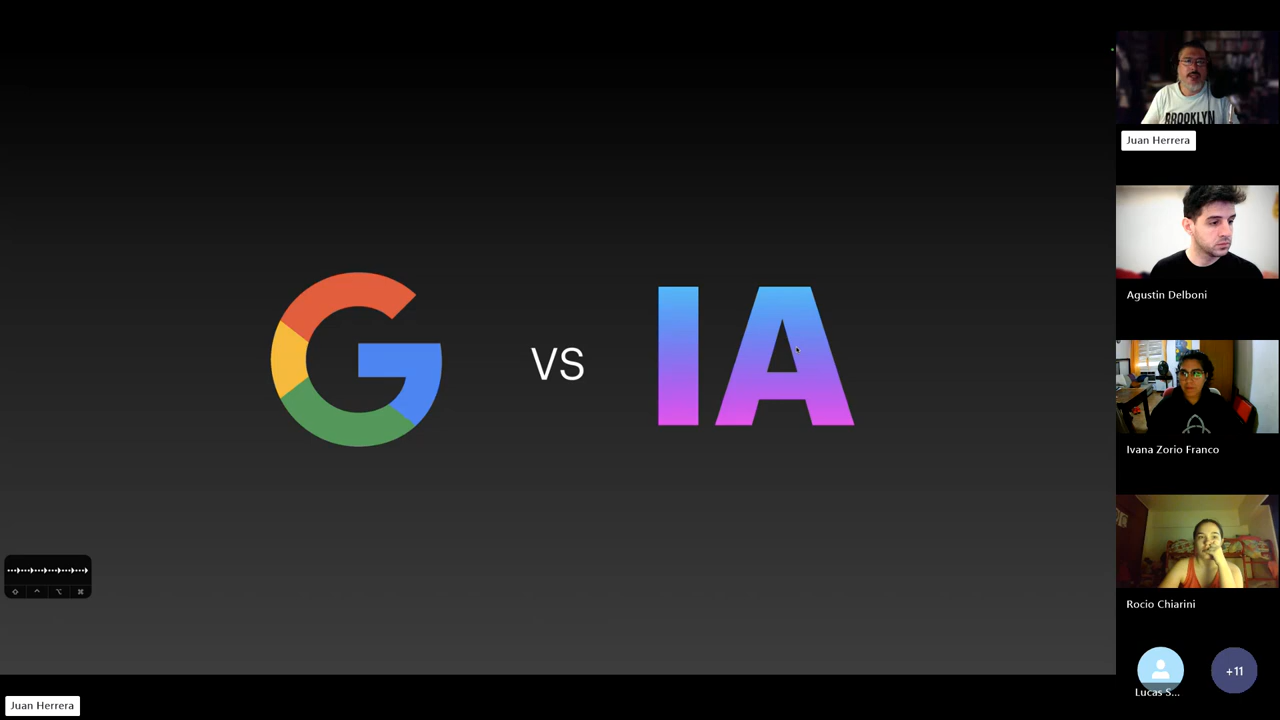 G vs IA
BROOKLYN
Juan Herrera
Agustin Delboni
Ivana Zorio Franco
Rocio Chiarini
Lucas S...
+11
Juan Herrera